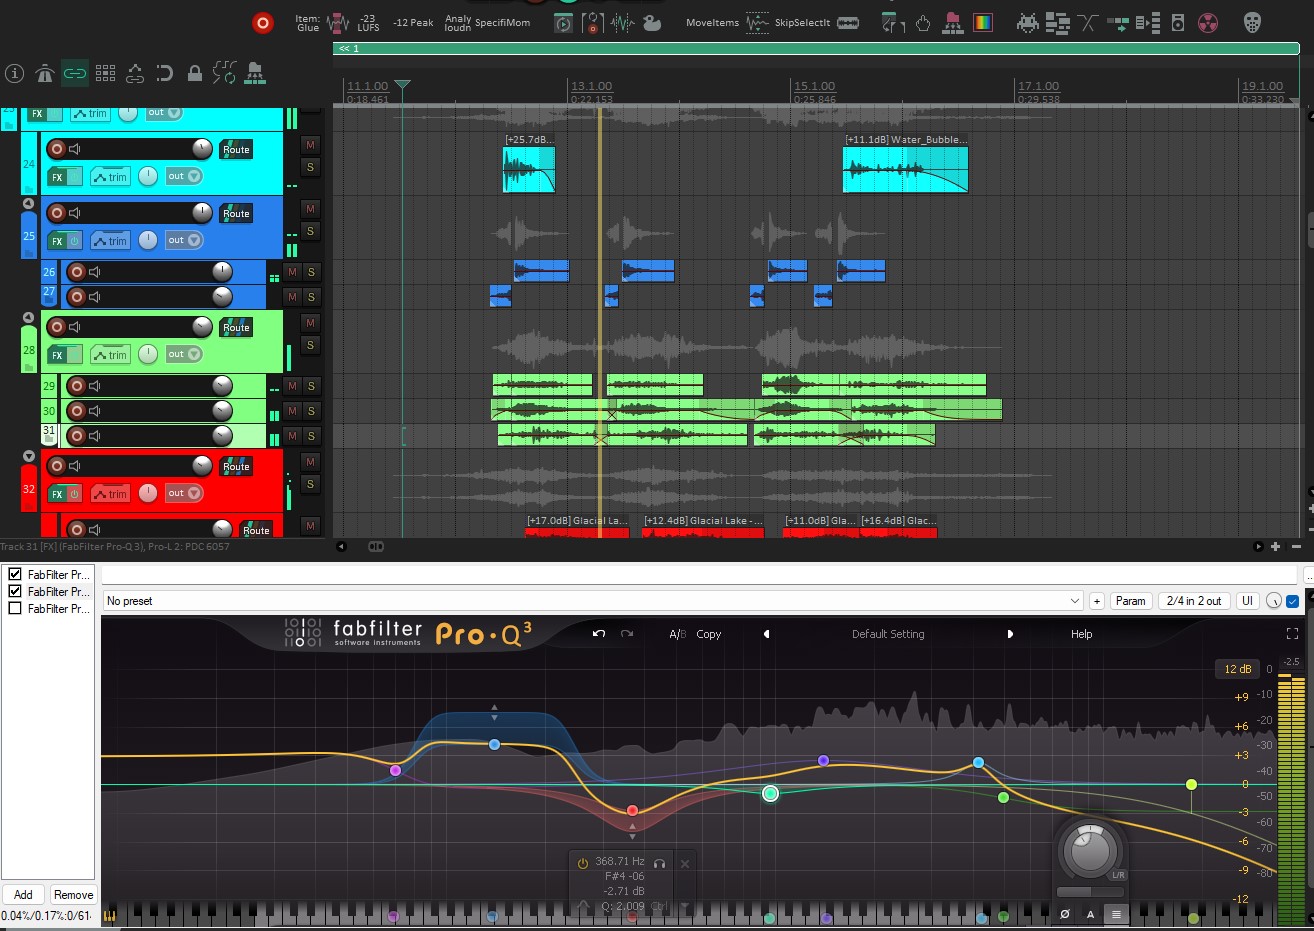 Item: Glue
-23 LUFS
-12 Peak
Analy loudn
SpecifiMom
MoveItems
SkipSelectIt
<< 1
11.1.00
13.1.00
15.1.00
17.1.00
19.1.00
0:18.461
0:22.153
0:25.846
0:29.538
0:33.230
FX
trim
out
24
Route
M
S
FX
trim
out
[+25.7dB...
[+11.1dB] Water_Bubble...
25
Route
M
S
FX
trim
out
26
M
S
27
M
S
28
Route
M
S
FX
trim
out
29
M
S
30
M
S
31
M
S
32
Route
M
S
FX
trim
out
Route
M
[+17.0dB] Glacial La...
[+12.4dB] Glacial Lake -...
[+11.0dB] Gla...
[+16.4dB] Glac...
Track 31 [FX] (FabFilter Pro-Q 3), Pro-L 2: PDC 6057
FabFilter Pr...
FabFilter Pr...
FabFilter Pr...
No preset
+
Param
2/4 in 2 out
UI
fabfilter
software instruments
Pro·Q3
A/B
Copy
Default Setting
Help
12 dB
0
-2.5
+9
-10
+6
-20
+3
-30
-40
0
-50
-3
-60
-6
-70
-9
-80
-12
368.71 Hz
F#4 -06
-2.71 dB
Q: 2.009
Ctrl
L/R
A
Add
Remove
0.04%/0.17%:0/61